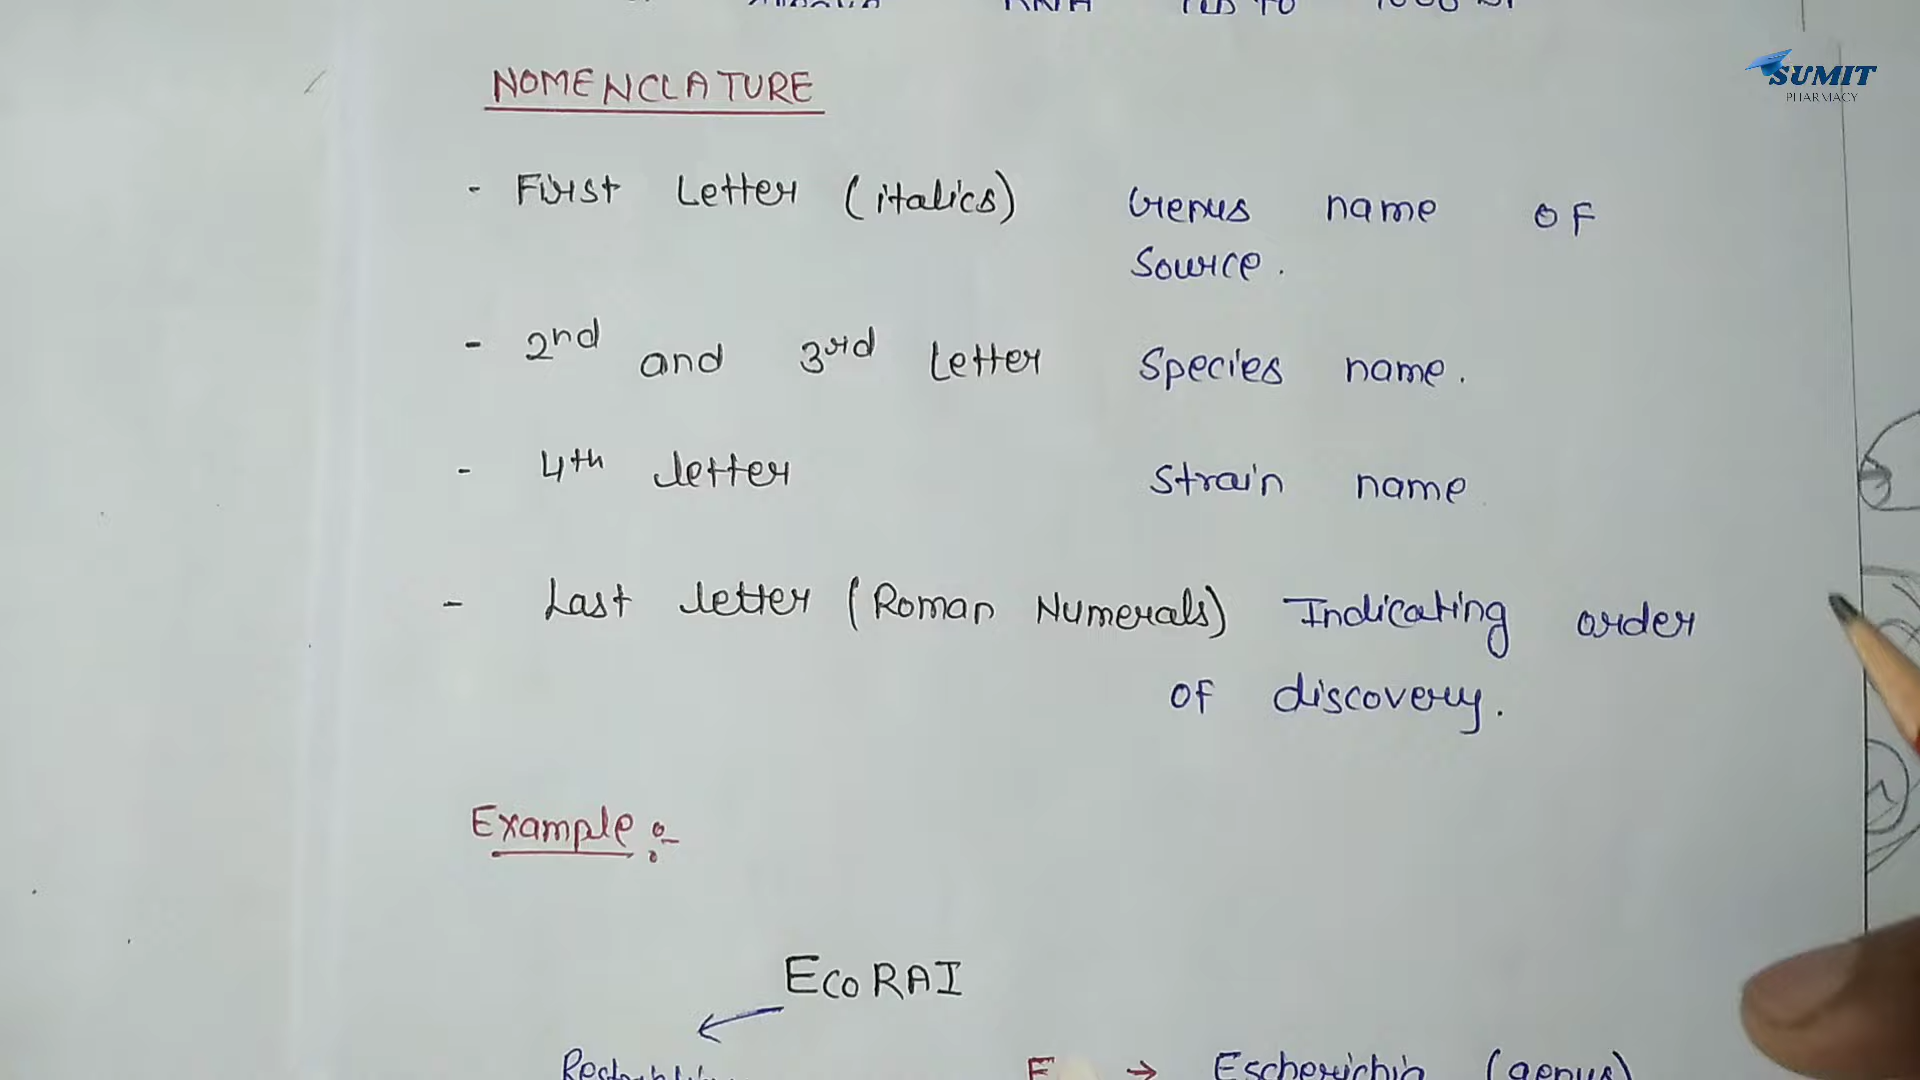 SUMIT
PHARMACY
NOMENCLATURE
- First Letter (italics) Genus name of
Source.
- 2nd and 3rd Letter Species name.
- 4th letter Strain name
- Last letter (Roman Numerals) Indicating order
of discovery.
Example :-
EcoRAI
E → Escherichia (genus)